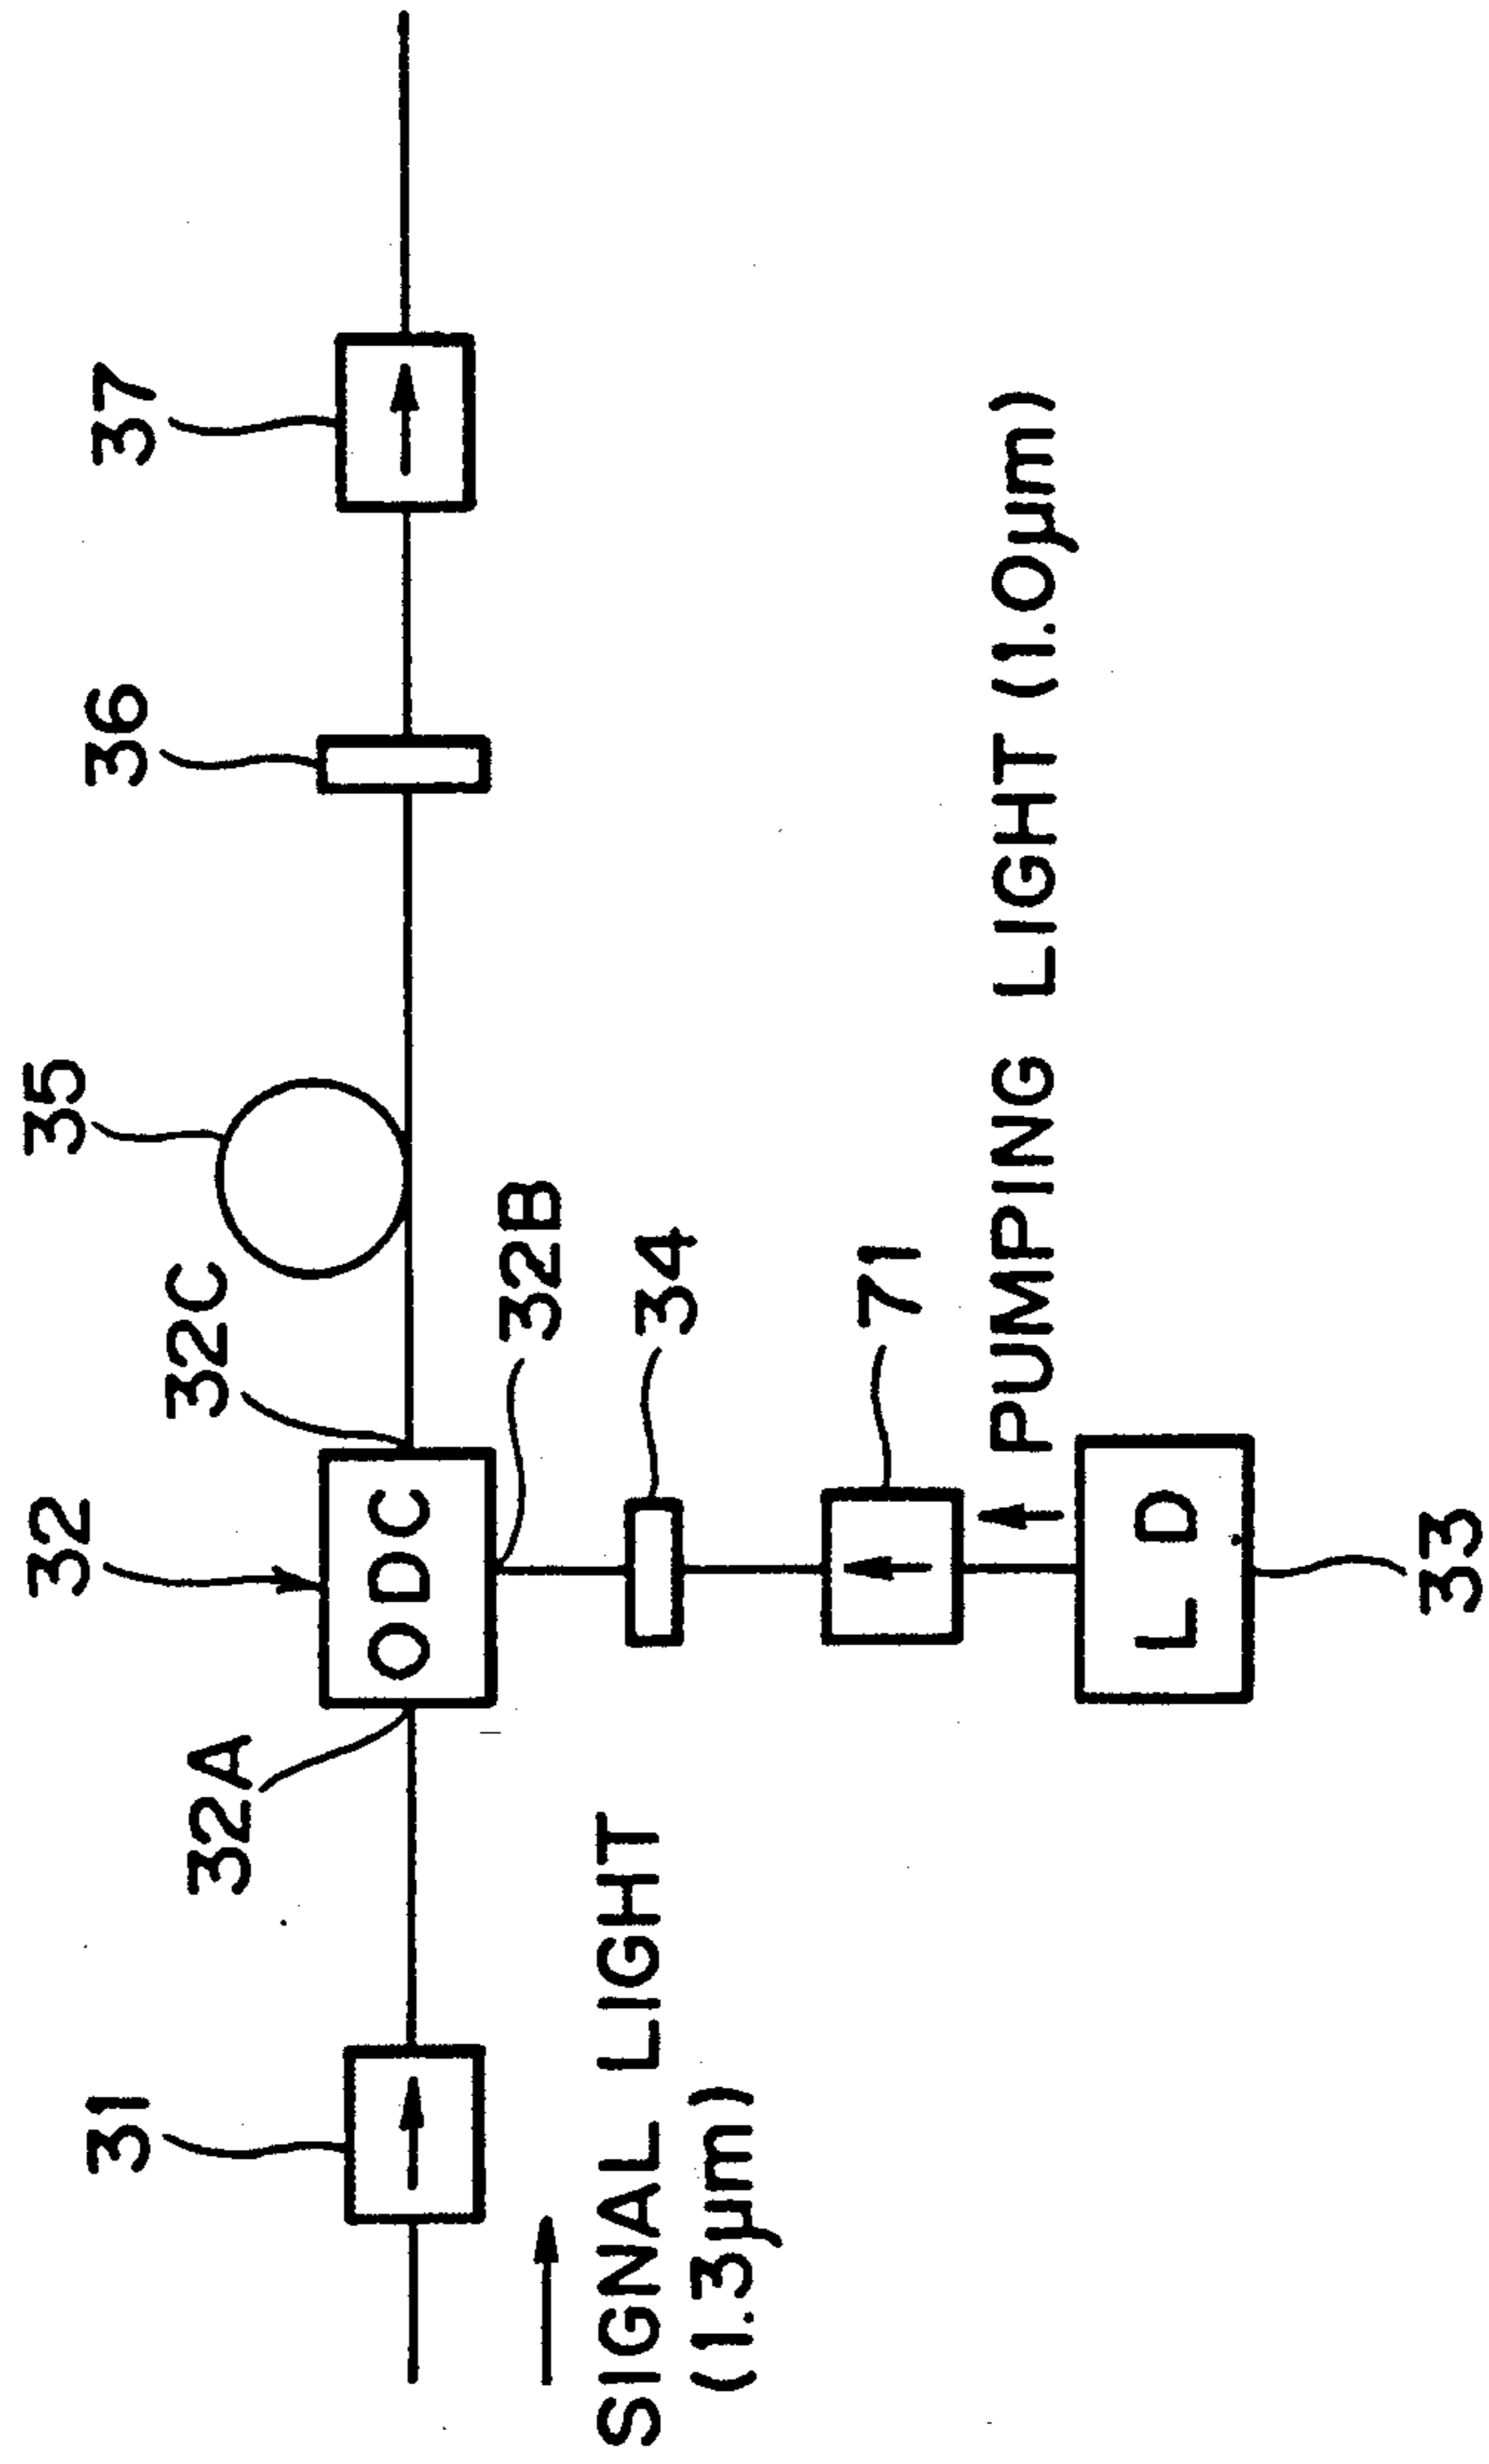 31
32A
32
32C
35
36
37
ODC
32B
34
71
SIGNAL LIGHT
(1.3μm)
PUMPING LIGHT (1.0μm)
LD
33